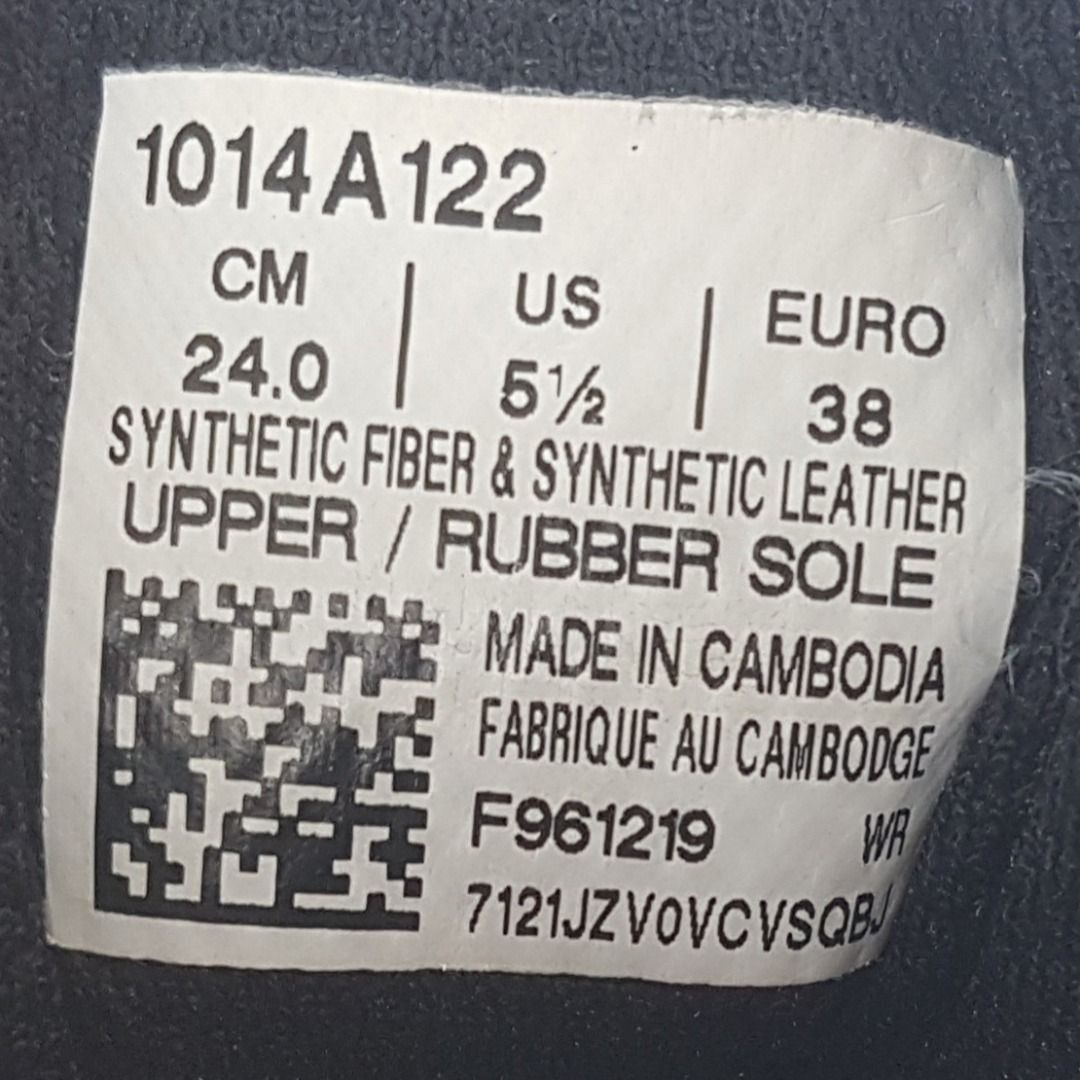 1014A122
CM | US | EURO
24.0 | 5½ | 38
SYNTHETIC FIBER & SYNTHETIC LEATHER
UPPER / RUBBER SOLE
MADE IN CAMBODIA
FABRIQUE AU CAMBODGE
F961219 WR
7121JZV0VCVSQBJ